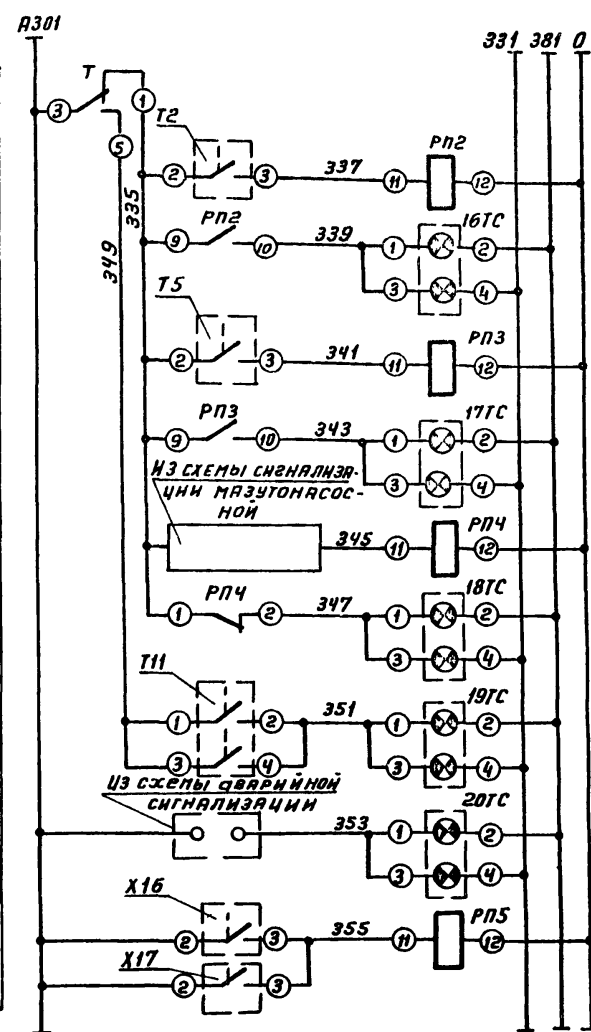 А301
331 381 0
Т
3
1
5
335
349
Т2
2
3
337
11
РП2
12
9
РП2
10
339
16ТС
1
2
3
4
Т5
2
3
341
11
РП3
12
9
РП3
10
343
17ТС
1
2
3
4
ИЗ СХЕМЫ СИГНАЛИЗА-
ЦИИ МАЗУТОНАСОС-
НОЙ
345
11
РП4
12
РП4
1
2
347
18ТС
1
2
3
4
Т11
1
2
3
4
351
19ТС
1
2
3
4
ИЗ СХЕМЫ АВАРИЙНОЙ
СИГНАЛИЗАЦИИ
353
20ТС
1
2
3
4
Х16
2
3
355
11
РП5
12
Х17
2
3